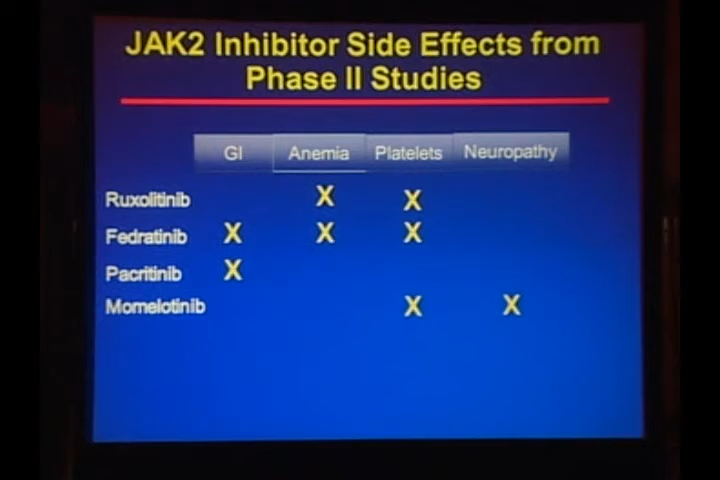 JAK2 Inhibitor Side Effects from
Phase II Studies
GI Anemia Platelets Neuropathy
Ruxolitinib X X
Fedratinib X X X
Pacritinib X
Momelotinib X X